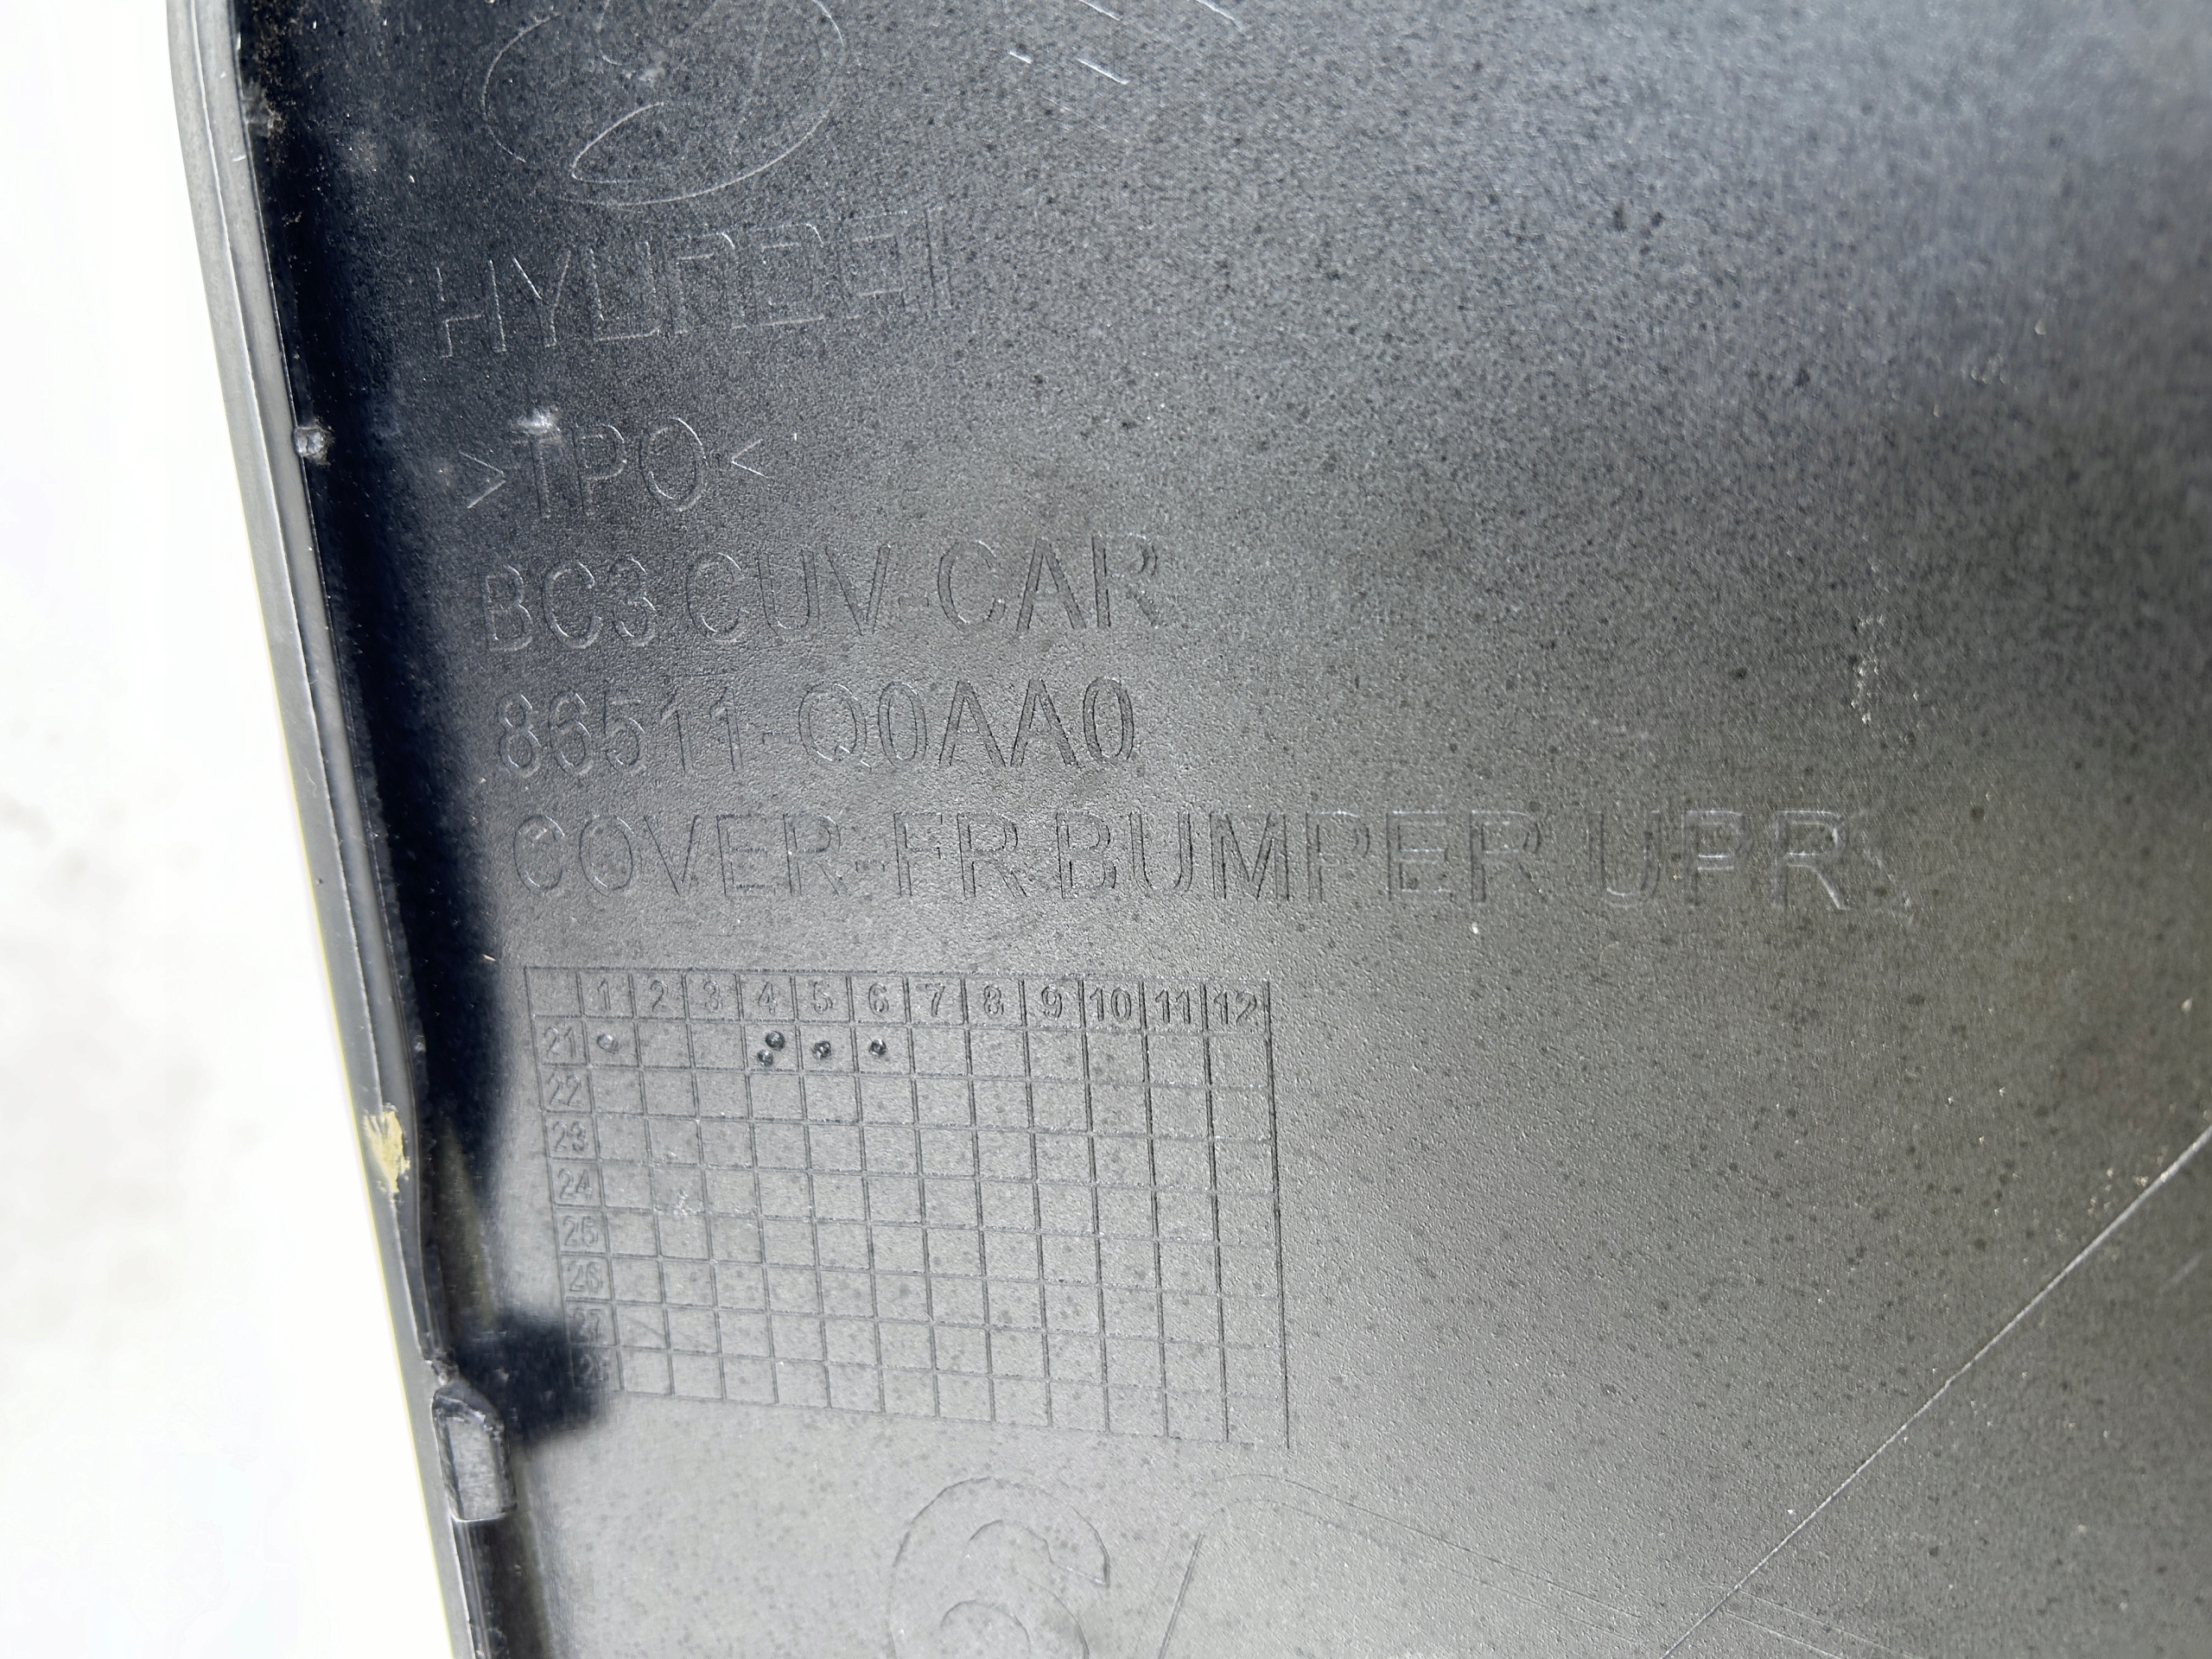 HYUNDAI
>TPO<
BC3 CUV-CAR
86511-Q0AA0
COVER-FR BUMPER UPR
1 2 3 4 5 6 7 8 9 10 11 12
21
22
23
24
25
26
27
28